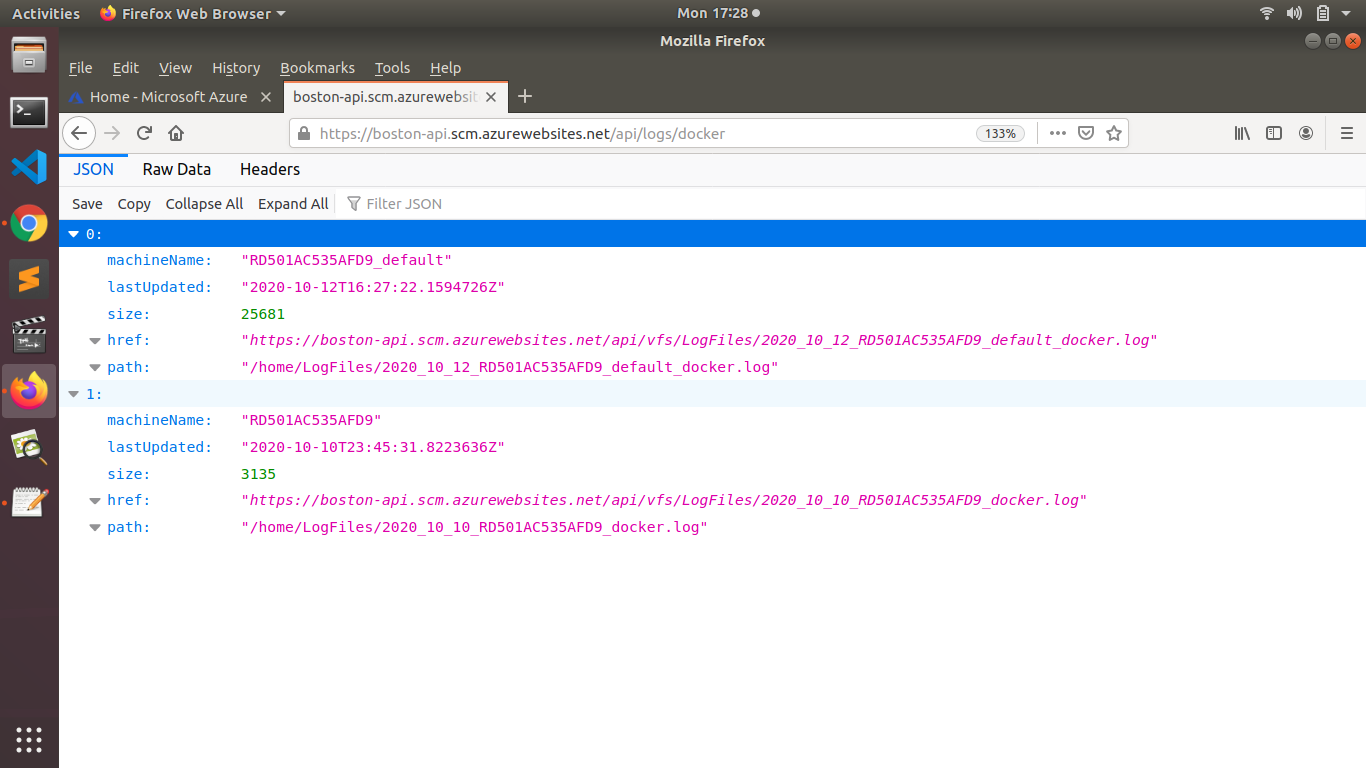 Activities Firefox Web Browser Mon 17:28
Mozilla Firefox
File Edit View History Bookmarks Tools Help
Home - Microsoft Azure boston-api.scm.azurewebsit
https://boston-api.scm.azurewebsites.net/api/logs/docker 133%
JSON Raw Data Headers
Save Copy Collapse All Expand All Filter JSON
0:
machineName: "RD501AC535AFD9_default"
lastUpdated: "2020-10-12T16:27:22.1594726Z"
size: 25681
href: "https://boston-api.scm.azurewebsites.net/api/vfs/LogFiles/2020_10_12_RD501AC535AFD9_default_docker.log"
path: "/home/LogFiles/2020_10_12_RD501AC535AFD9_default_docker.log"
1:
machineName: "RD501AC535AFD9"
lastUpdated: "2020-10-10T23:45:31.8223636Z"
size: 3135
href: "https://boston-api.scm.azurewebsites.net/api/vfs/LogFiles/2020_10_10_RD501AC535AFD9_docker.log"
path: "/home/LogFiles/2020_10_10_RD501AC535AFD9_docker.log"